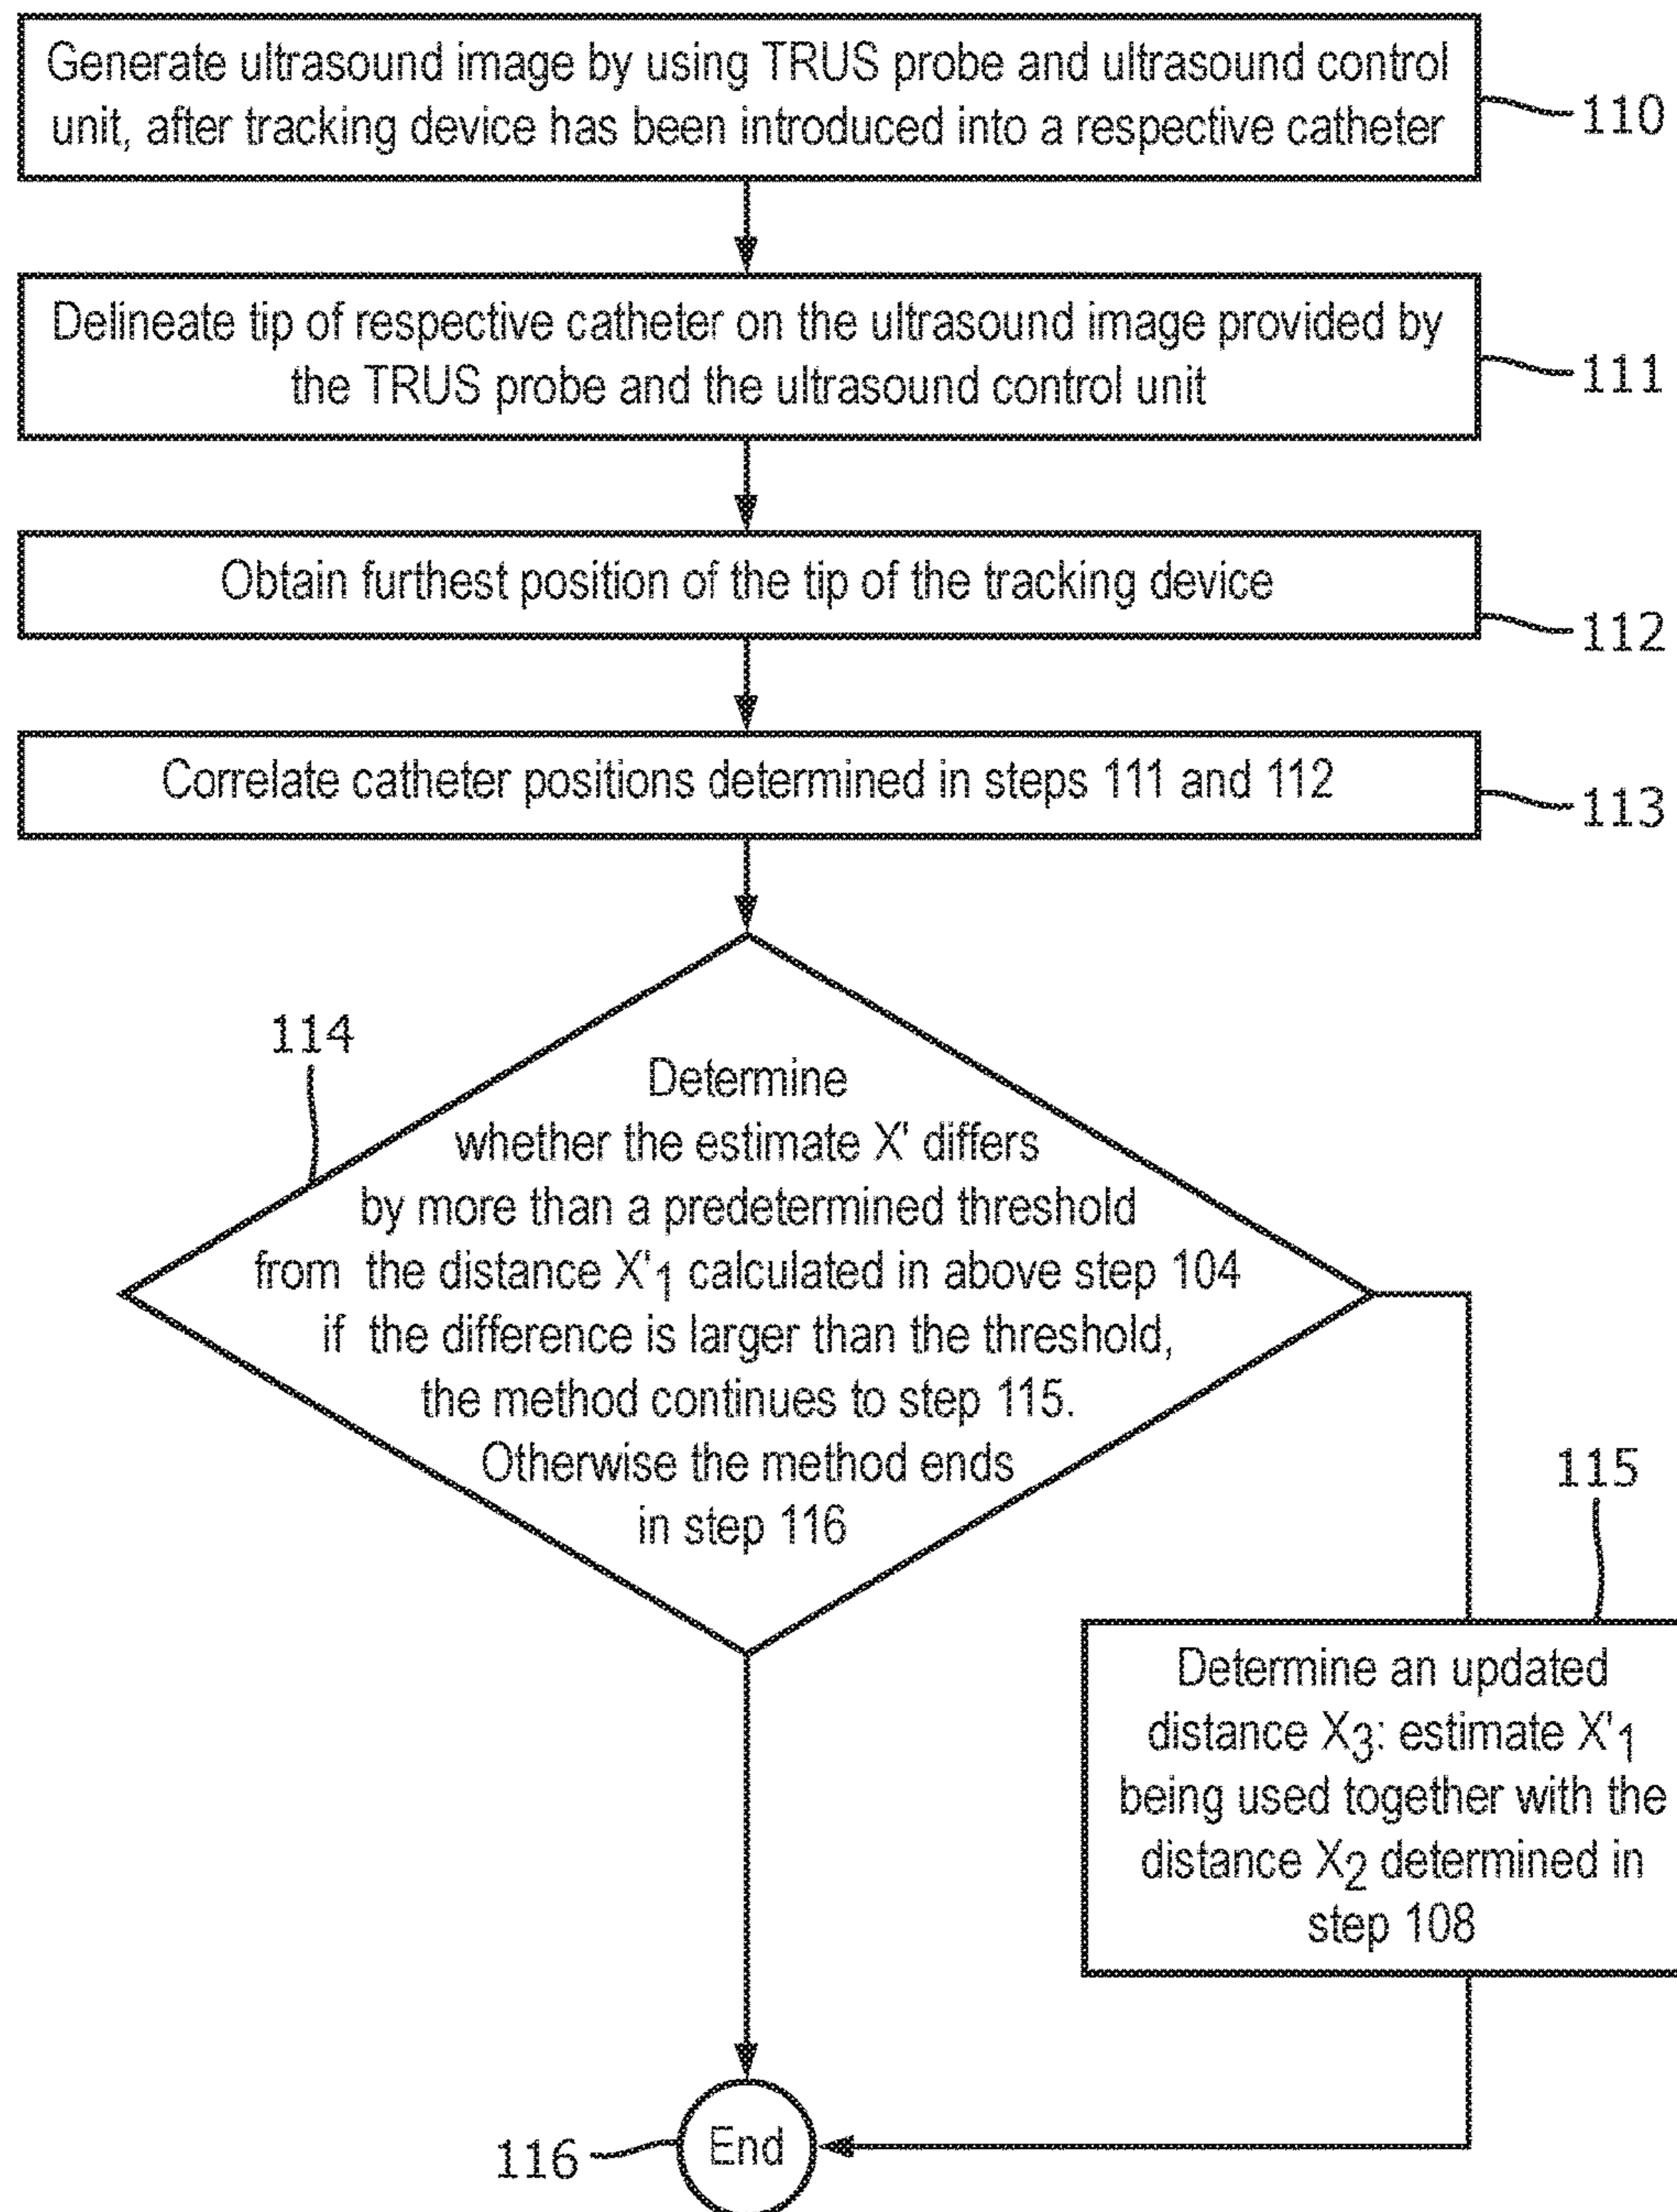 Generate ultrasound image by using TRUS probe and ultrasound control
unit, after tracking device has been introduced into a respective catheter
110
Delineate tip of respective catheter on the ultrasound image provided by
the TRUS probe and the ultrasound control unit
111
Obtain furthest position of the tip of the tracking device
112
Correlate catheter positions determined in steps 111 and 112
113
114
Determine
whether the estimate X' differs
by more than a predetermined threshold
from the distance X'1 calculated in above step 104
if the difference is larger than the threshold,
the method continues to step 115.
Otherwise the method ends
in step 116
115
Determine an updated
distance X3: estimate X'1
being used together with the
distance X2 determined in
step 108
116
End